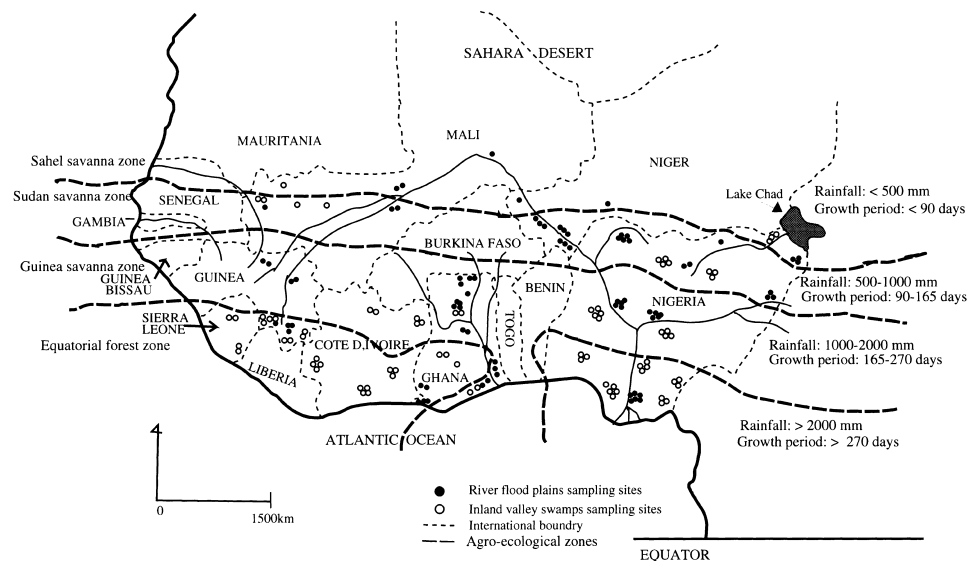 SAHARA DESERT
MAURITANIA
MALI
NIGER
Sahel savanna zone
Sudan savanna zone
SENEGAL
GAMBIA
Lake Chad
Rainfall: < 500 mm
Growth period: < 90 days
BURKINA FASO
Guinea savanna zone
GUINEA
BISSAU
GUINEA
BENIN
NIGERIA
Rainfall: 500-1000 mm
Growth period: 90-165 days
SIERRA
LEONE
Equatorial forest zone
COTE D,IVOIRE
TOGO
Rainfall: 1000-2000 mm
Growth period: 165-270 days
LIBERIA
GHANA
ATLANTIC OCEAN
Rainfall: > 2000 mm
Growth period: > 270 days
0
1500km
River flood plains sampling sites
Inland valley swamps sampling sites
International boundry
Agro-ecological zones
EQUATOR